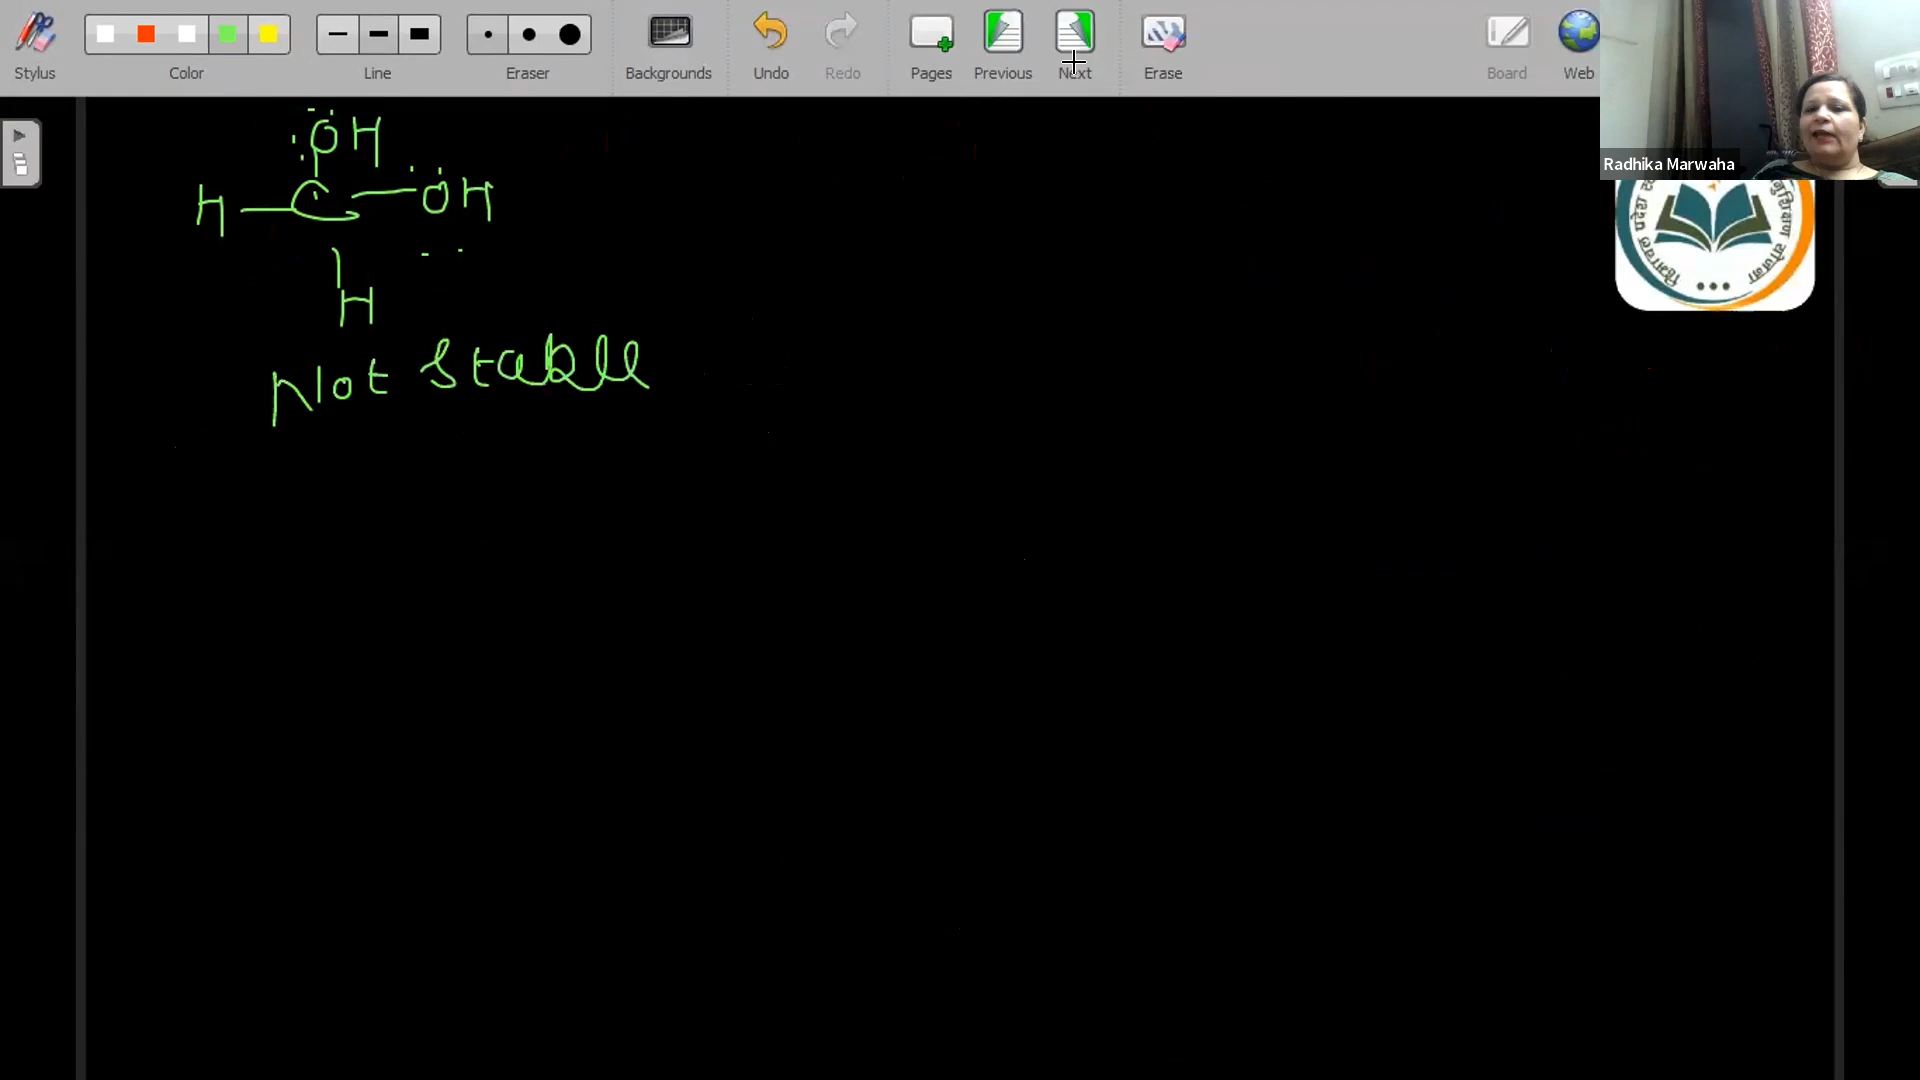 Stylus
Color
Line
Eraser
Backgrounds
Undo
Redo
Pages
Previous
Next
Erase
Board
Web
Radhika Marwaha
:ÖH
H—C—ÖH
H
Not Stable